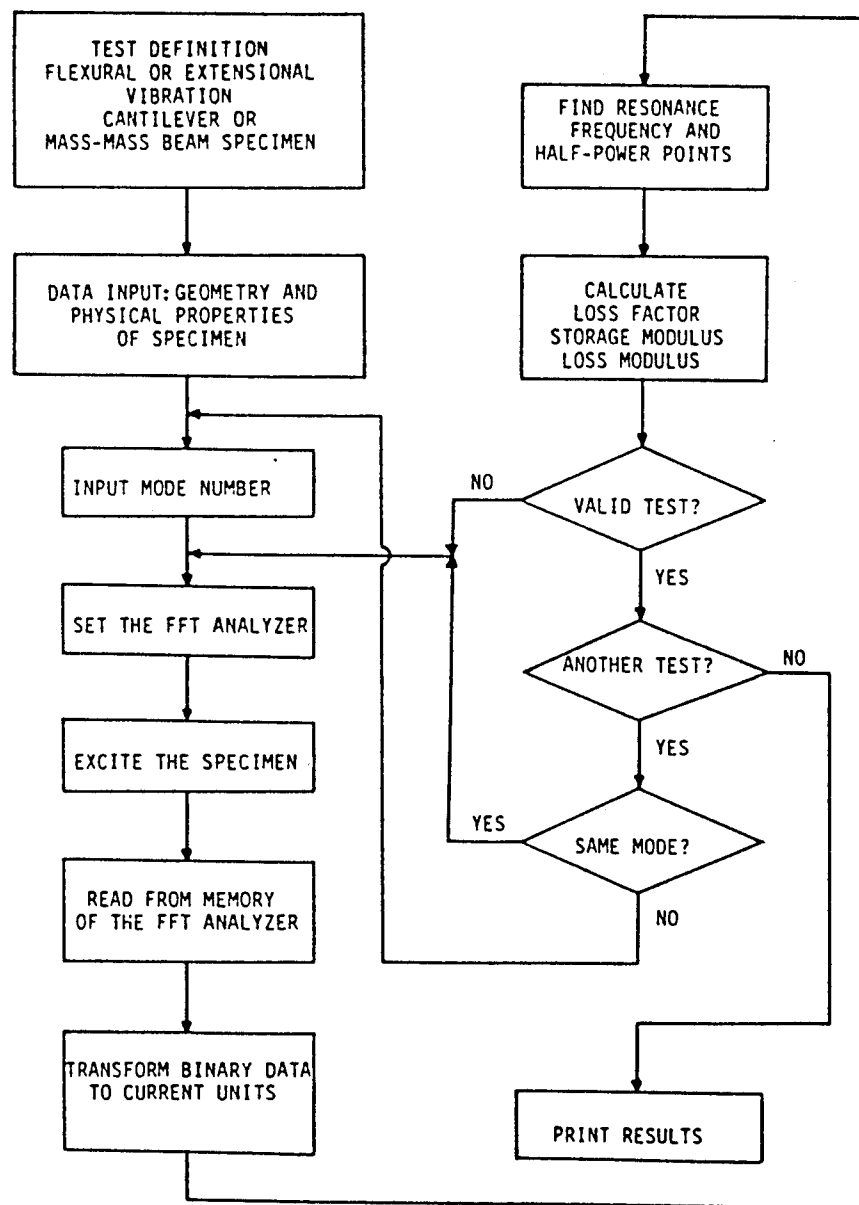 TEST DEFINITION
FLEXURAL OR EXTENSIONAL
VIBRATION
CANTILEVER OR
MASS-MASS BEAM SPECIMEN
DATA INPUT: GEOMETRY AND
PHYSICAL PROPERTIES
OF SPECIMEN
INPUT MODE NUMBER
SET THE FFT ANALYZER
EXCITE THE SPECIMEN
READ FROM MEMORY
OF THE FFT ANALYZER
TRANSFORM BINARY DATA
TO CURRENT UNITS
FIND RESONANCE
FREQUENCY AND
HALF-POWER POINTS
CALCULATE
LOSS FACTOR
STORAGE MODULUS
LOSS MODULUS
NO
VALID TEST?
YES
ANOTHER TEST?
NO
YES
YES
SAME MODE?
NO
PRINT RESULTS